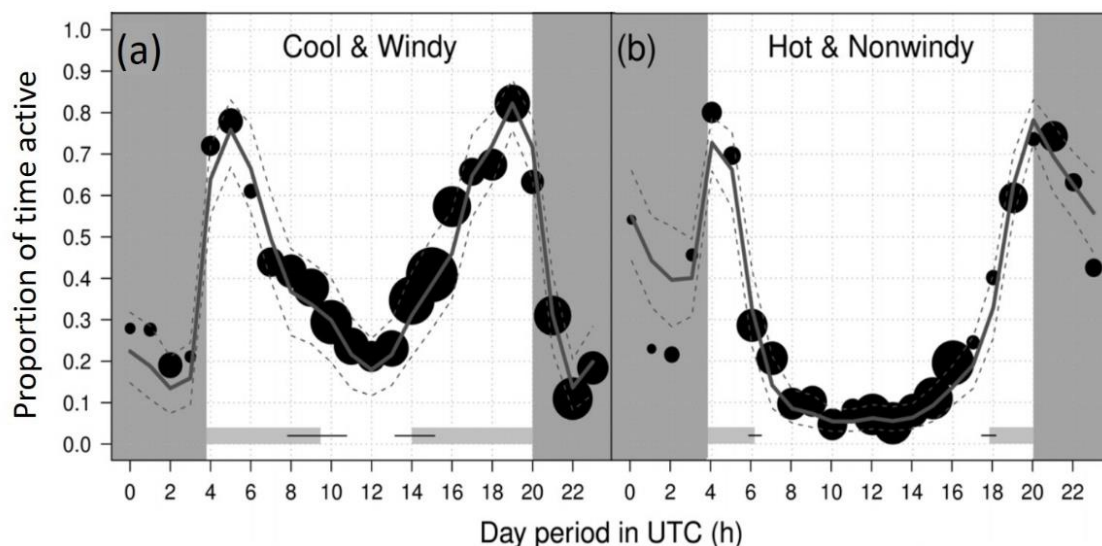 (a) Cool & Windy
(b) Hot & Nonwindy
Proportion of time active
1.0
0.9
0.8
0.7
0.6
0.5
0.4
0.3
0.2
0.1
0.0
0 2 4 6 8 10 12 14 16 18 20 22
0 2 4 6 8 10 12 14 16 18 20 22
Day period in UTC (h)